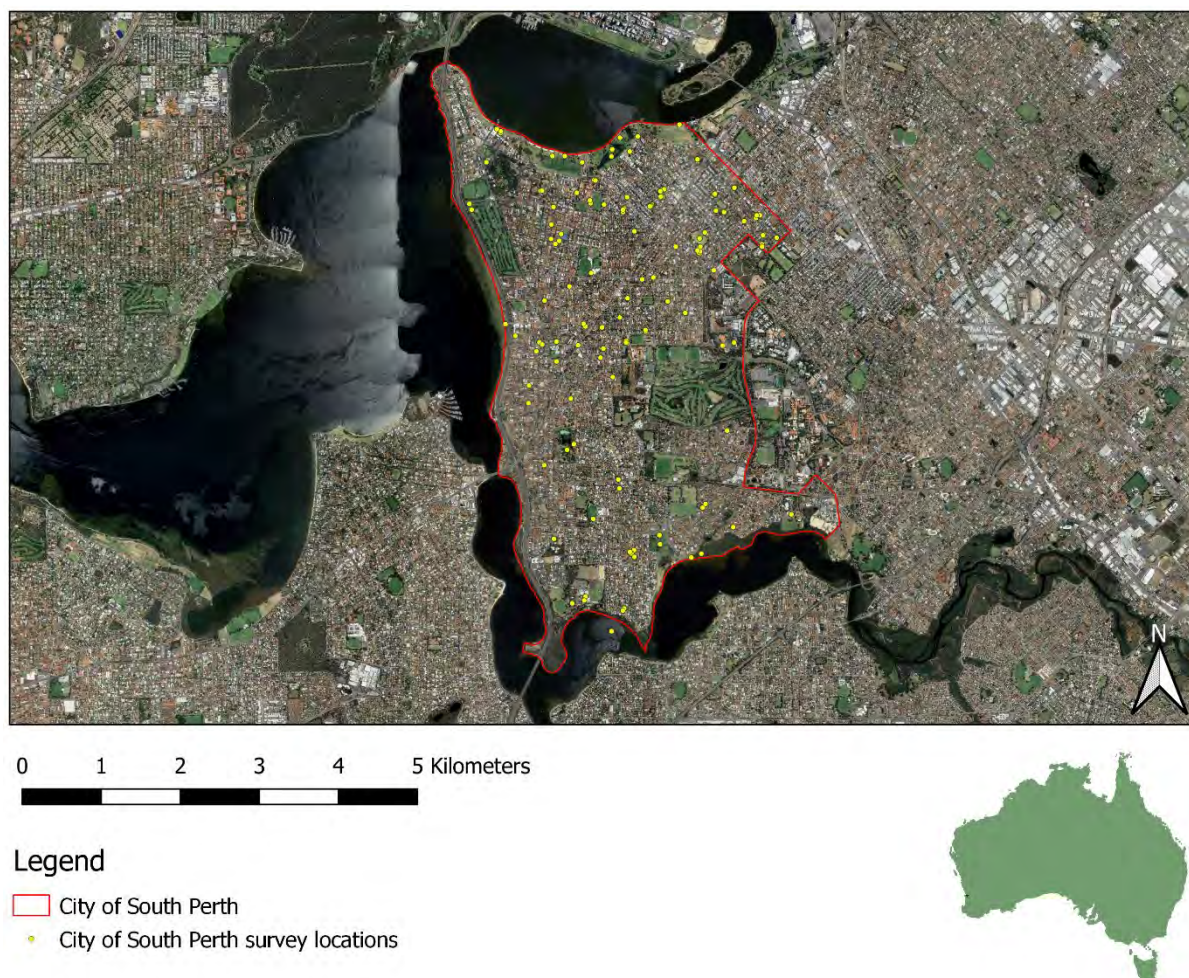 N
0 1 2 3 4 5 Kilometers
Legend
City of South Perth
City of South Perth survey locations